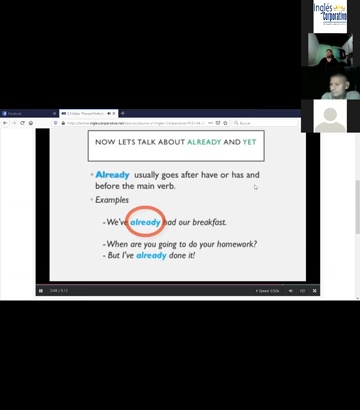 Inglés
corporativo
NOW LETS TALK ABOUT ALREADY AND YET
• Already usually goes after have or has and
before the main verb.
• Examples
- We've already had our breakfast.
- When are you going to do your homework?
- But I've already done it!